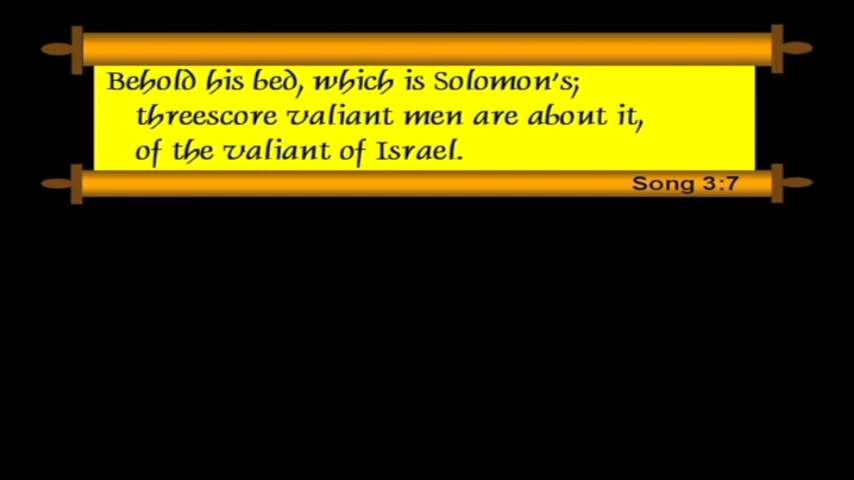 Behold his bed, which is Solomon's;
threescore valiant men are about it,
of the valiant of Israel.
Song 3:7